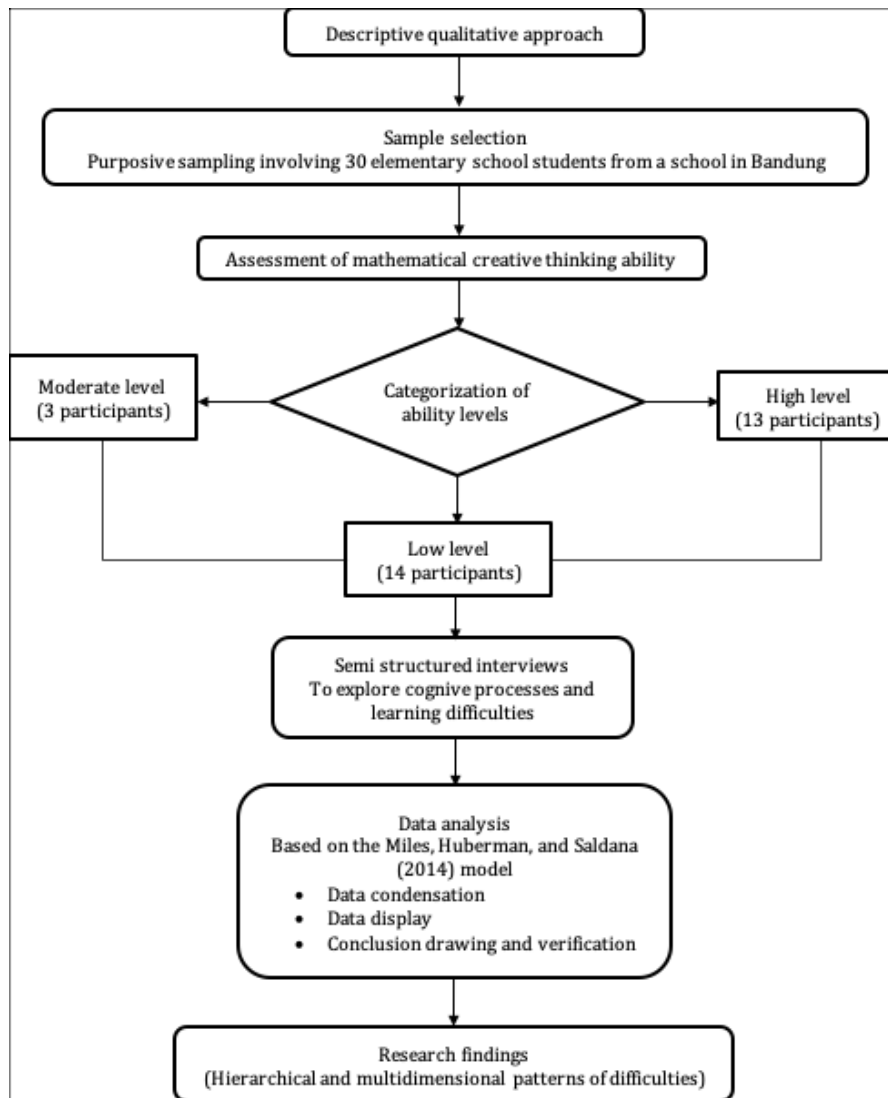 Descriptive qualitative approach
Sample selection
Purposive sampling involving 30 elementary school students from a school in Bandung
Assessment of mathematical creative thinking ability
Categorization of
ability levels
Moderate level
(3 participants)
High level
(13 participants)
Low level
(14 participants)
Semi structured interviews
To explore cognive processes and
learning difficulties
Data analysis
Based on the Miles, Huberman, and Saldana
(2014) model
• Data condensation
• Data display
• Conclusion drawing and verification
Research findings
(Hierarchical and multidimensional patterns of difficulties)